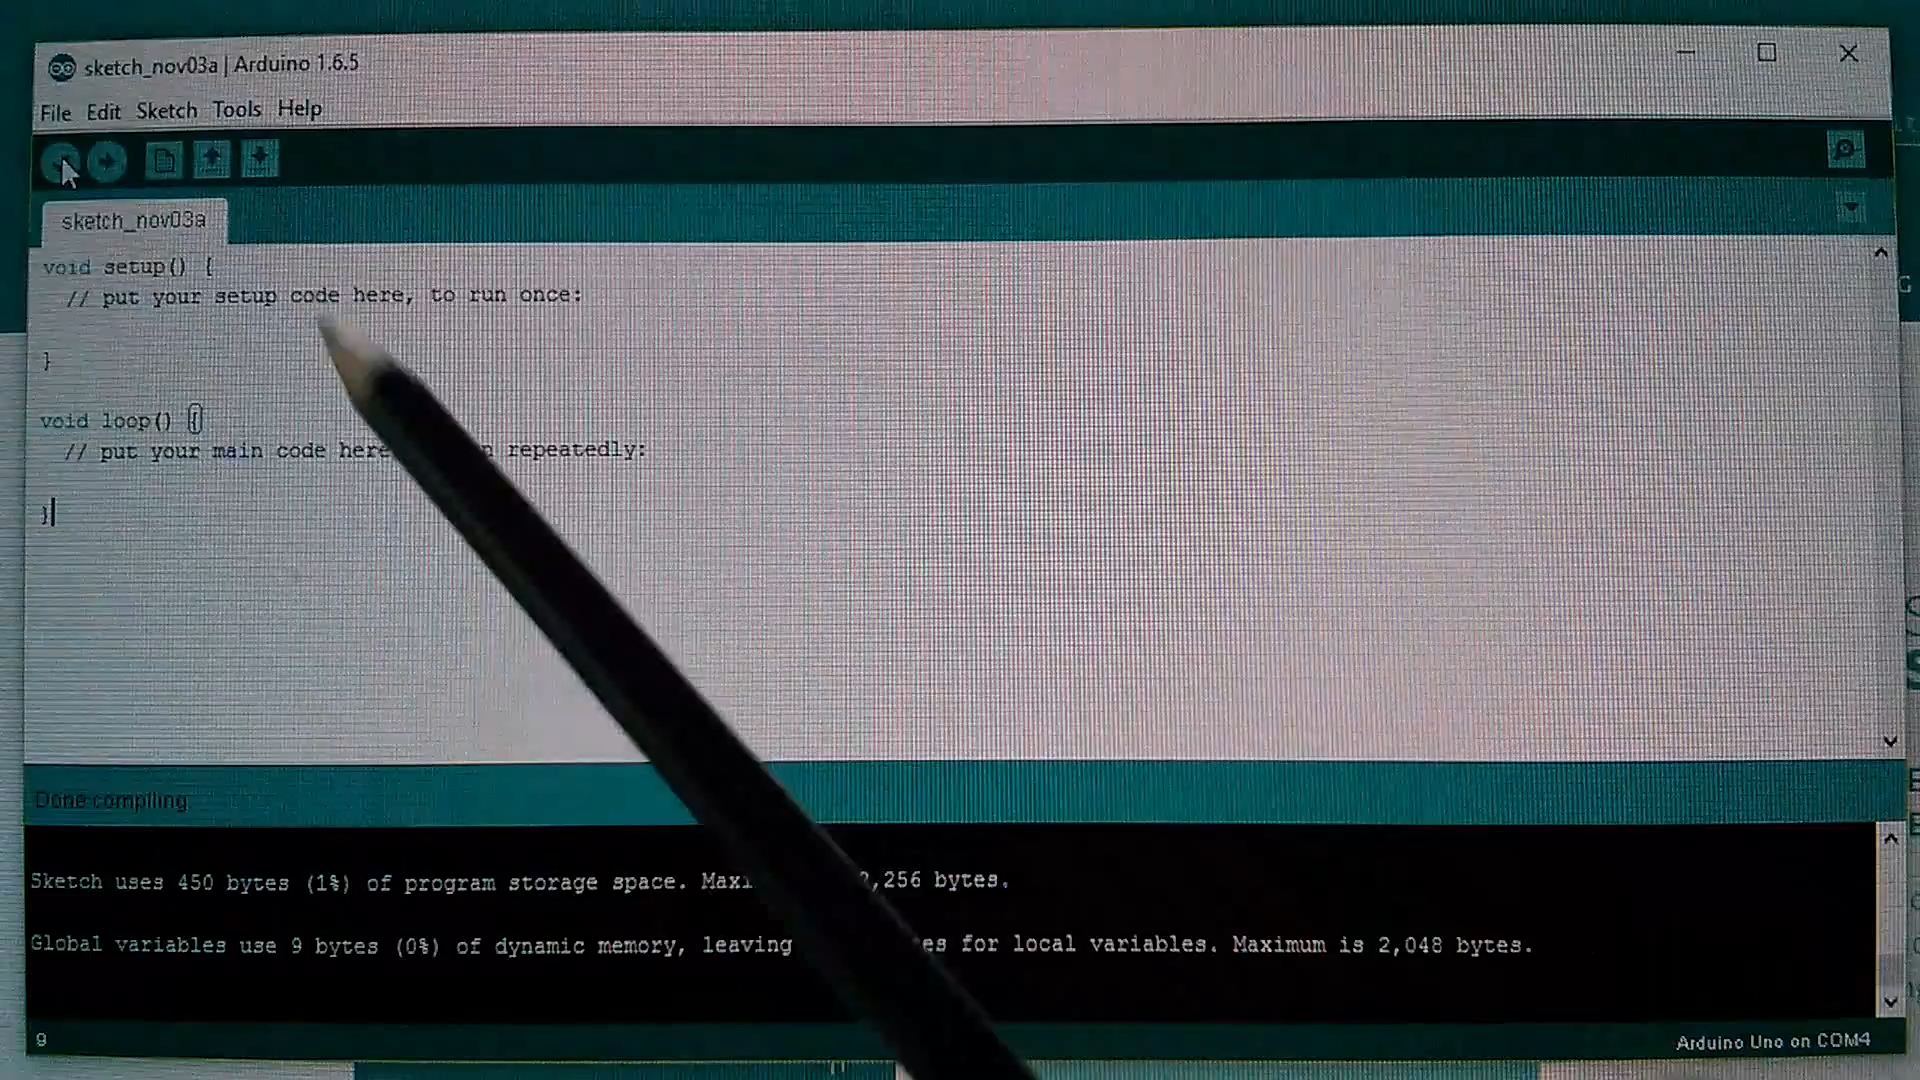 sketch_nov03a | Arduino 1.6.5
File Edit Sketch Tools Help
sketch_nov03a
void setup() {
// put your setup code here, to run once:
}
void loop() {
// put your main code here repeatedly:
}
Done compiling
Sketch uses 450 bytes (1%) of program storage space. ,256 bytes.
Global variables use 9 bytes (0%) of dynamic memory, leaving for local variables. Maximum is 2,048 bytes.
9
Arduino Uno on COM4